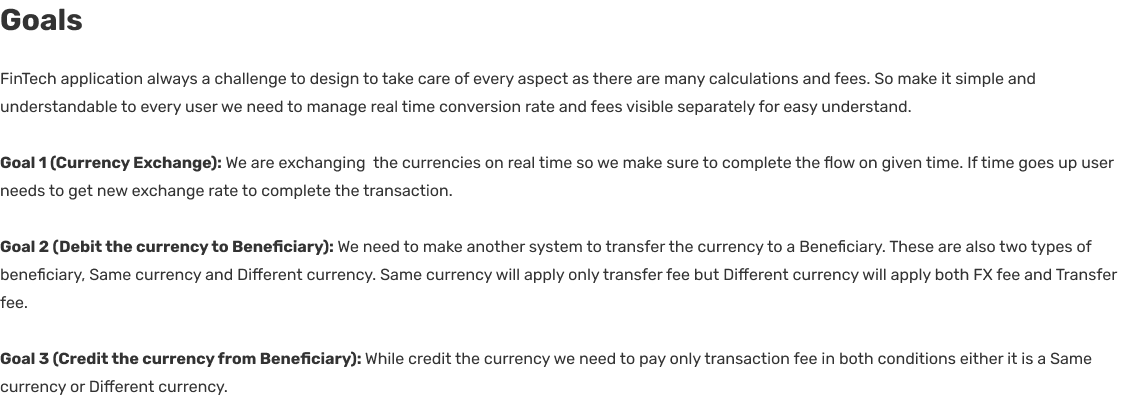 Goals
FinTech application always a challenge to design to take care of every aspect as there are many calculations and fees. So make it simple and
understandable to every user we need to manage real time conversion rate and fees visible separately for easy understand.
Goal 1 (Currency Exchange): We are exchanging  the currencies on real time so we make sure to complete the flow on given time. If time goes up user
needs to get new exchange rate to complete the transaction.
Goal 2 (Debit the currency to Beneficiary): We need to make another system to transfer the currency to a Beneficiary. These are also two types of
beneficiary, Same currency and Different currency. Same currency will apply only transfer fee but Different currency will apply both FX fee and Transfer
fee.
Goal 3 (Credit the currency from Beneficiary): While credit the currency we need to pay only transaction fee in both conditions either it is a Same
currency or Different currency.